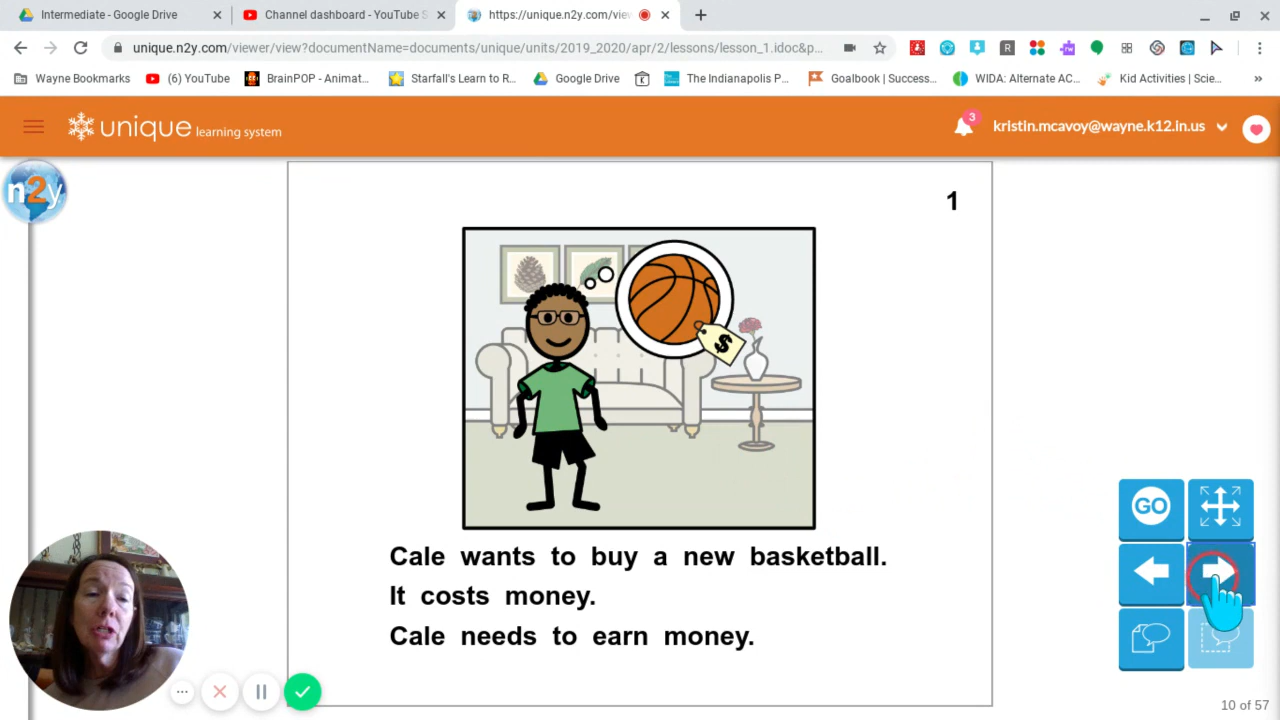 Intermediate - Google Drive
Channel dashboard - YouTube S
https://unique.n2y.com/view
unique.n2y.com/viewer/view?documentName=documents/unique/units/2019_2020/apr/2/lessons/lesson_1.idoc&p...
Wayne Bookmarks
(6) YouTube
BrainPOP - Animat...
Starfall's Learn to R...
Google Drive
The Indianapolis P...
Goalbook | Success...
WIDA: Alternate AC...
Kid Activities | Scie...
»
unique learning system
3
kristin.mcavoy@wayne.k12.in.us
n2y
1
$
Cale wants to buy a new basketball.
It costs money.
Cale needs to earn money.
GO
10 of 57